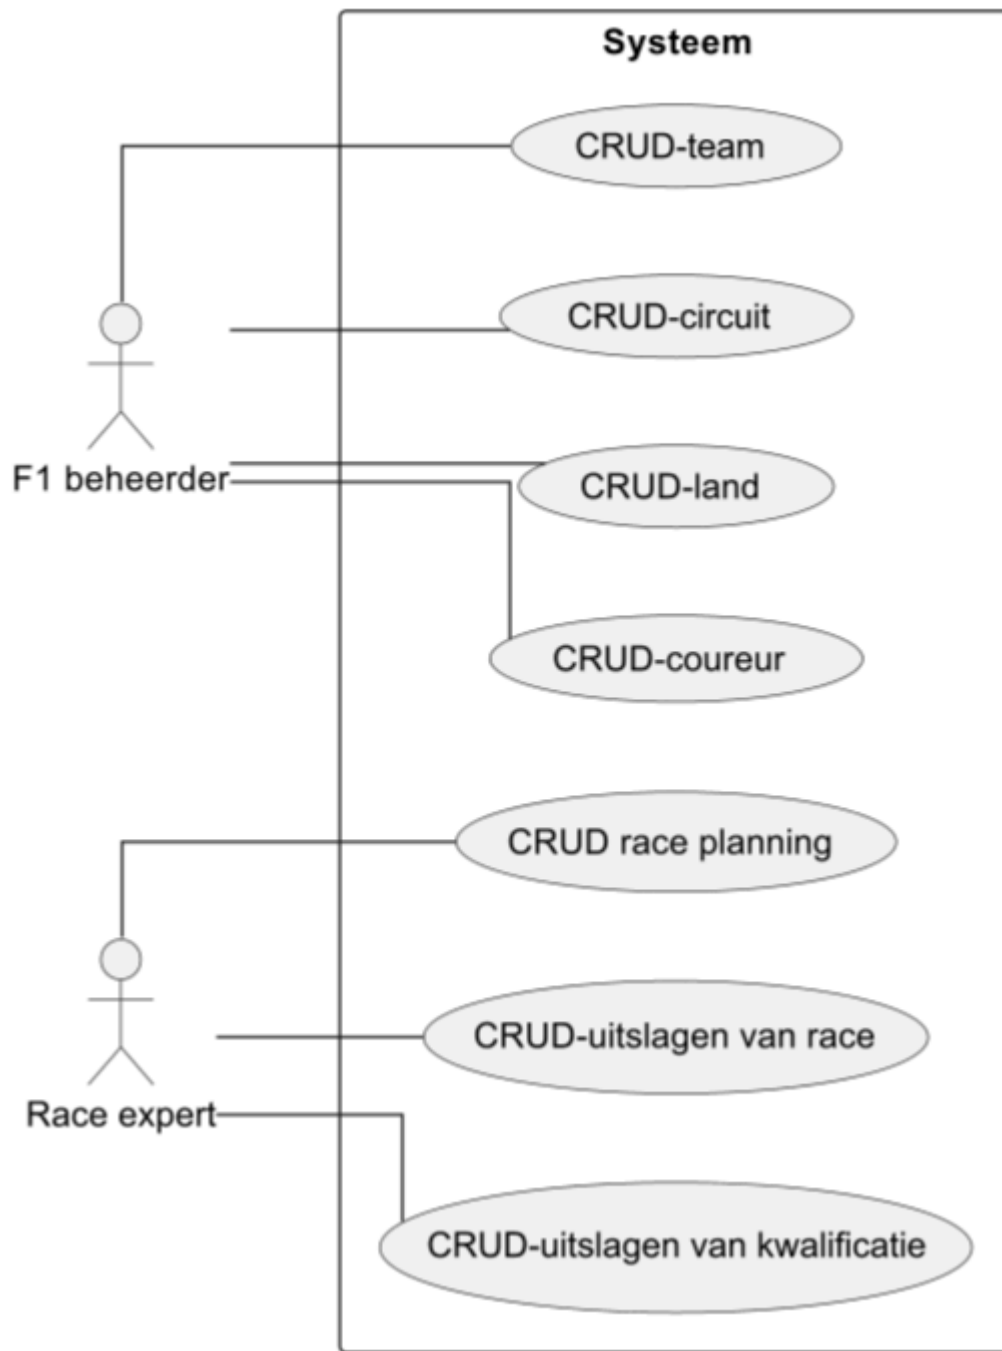 Systeem
CRUD-team
CRUD-circuit
F1 beheerder
CRUD-land
CRUD-coureur
CRUD race planning
CRUD-uitslagen van race
Race expert
CRUD-uitslagen van kwalificatie